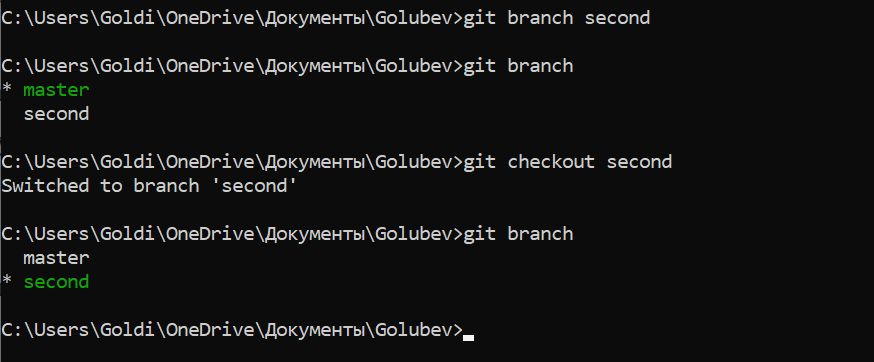 C:\Users\Goldi\OneDrive\Документы\Golubev>git branch second
C:\Users\Goldi\OneDrive\Документы\Golubev>git branch
* master
  second
C:\Users\Goldi\OneDrive\Документы\Golubev>git checkout second
Switched to branch 'second'
C:\Users\Goldi\OneDrive\Документы\Golubev>git branch
  master
* second
C:\Users\Goldi\OneDrive\Документы\Golubev>